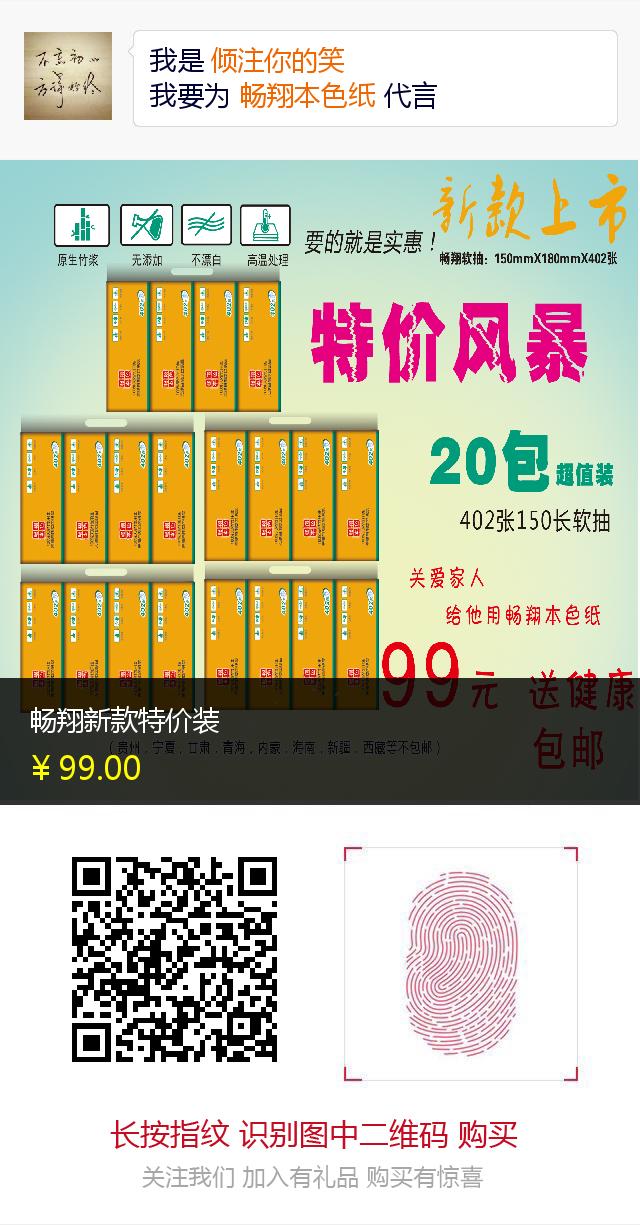 不忘初心
方得始终
我是 倾注你的笑
我要为 畅翔本色纸 代言
新款上市
原生竹浆 无添加 不漂白 高温处理
要的就是实惠！
畅翔软抽：150mmX180mmX402张
特价风暴
20包 超值装
402张150长软抽
关爱家人
给他用畅翔本色纸
99元 送健康
包邮
畅翔新款特价装
（贵州，宁夏，甘肃，青海，内蒙，海南，新疆，西藏等不包邮）
¥ 99.00
长按指纹 识别图中二维码 购买
关注我们 加入有礼品 购买有惊喜